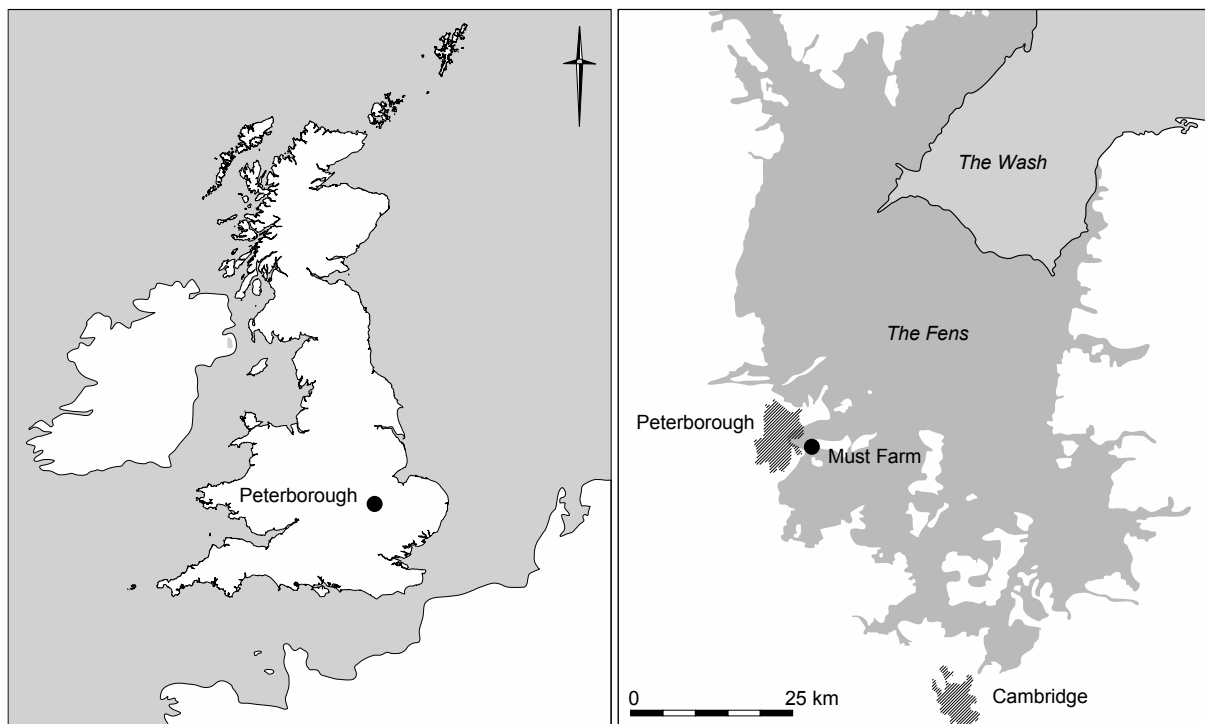 Peterborough
The Wash
The Fens
Peterborough
Must Farm
0 25 km
Cambridge